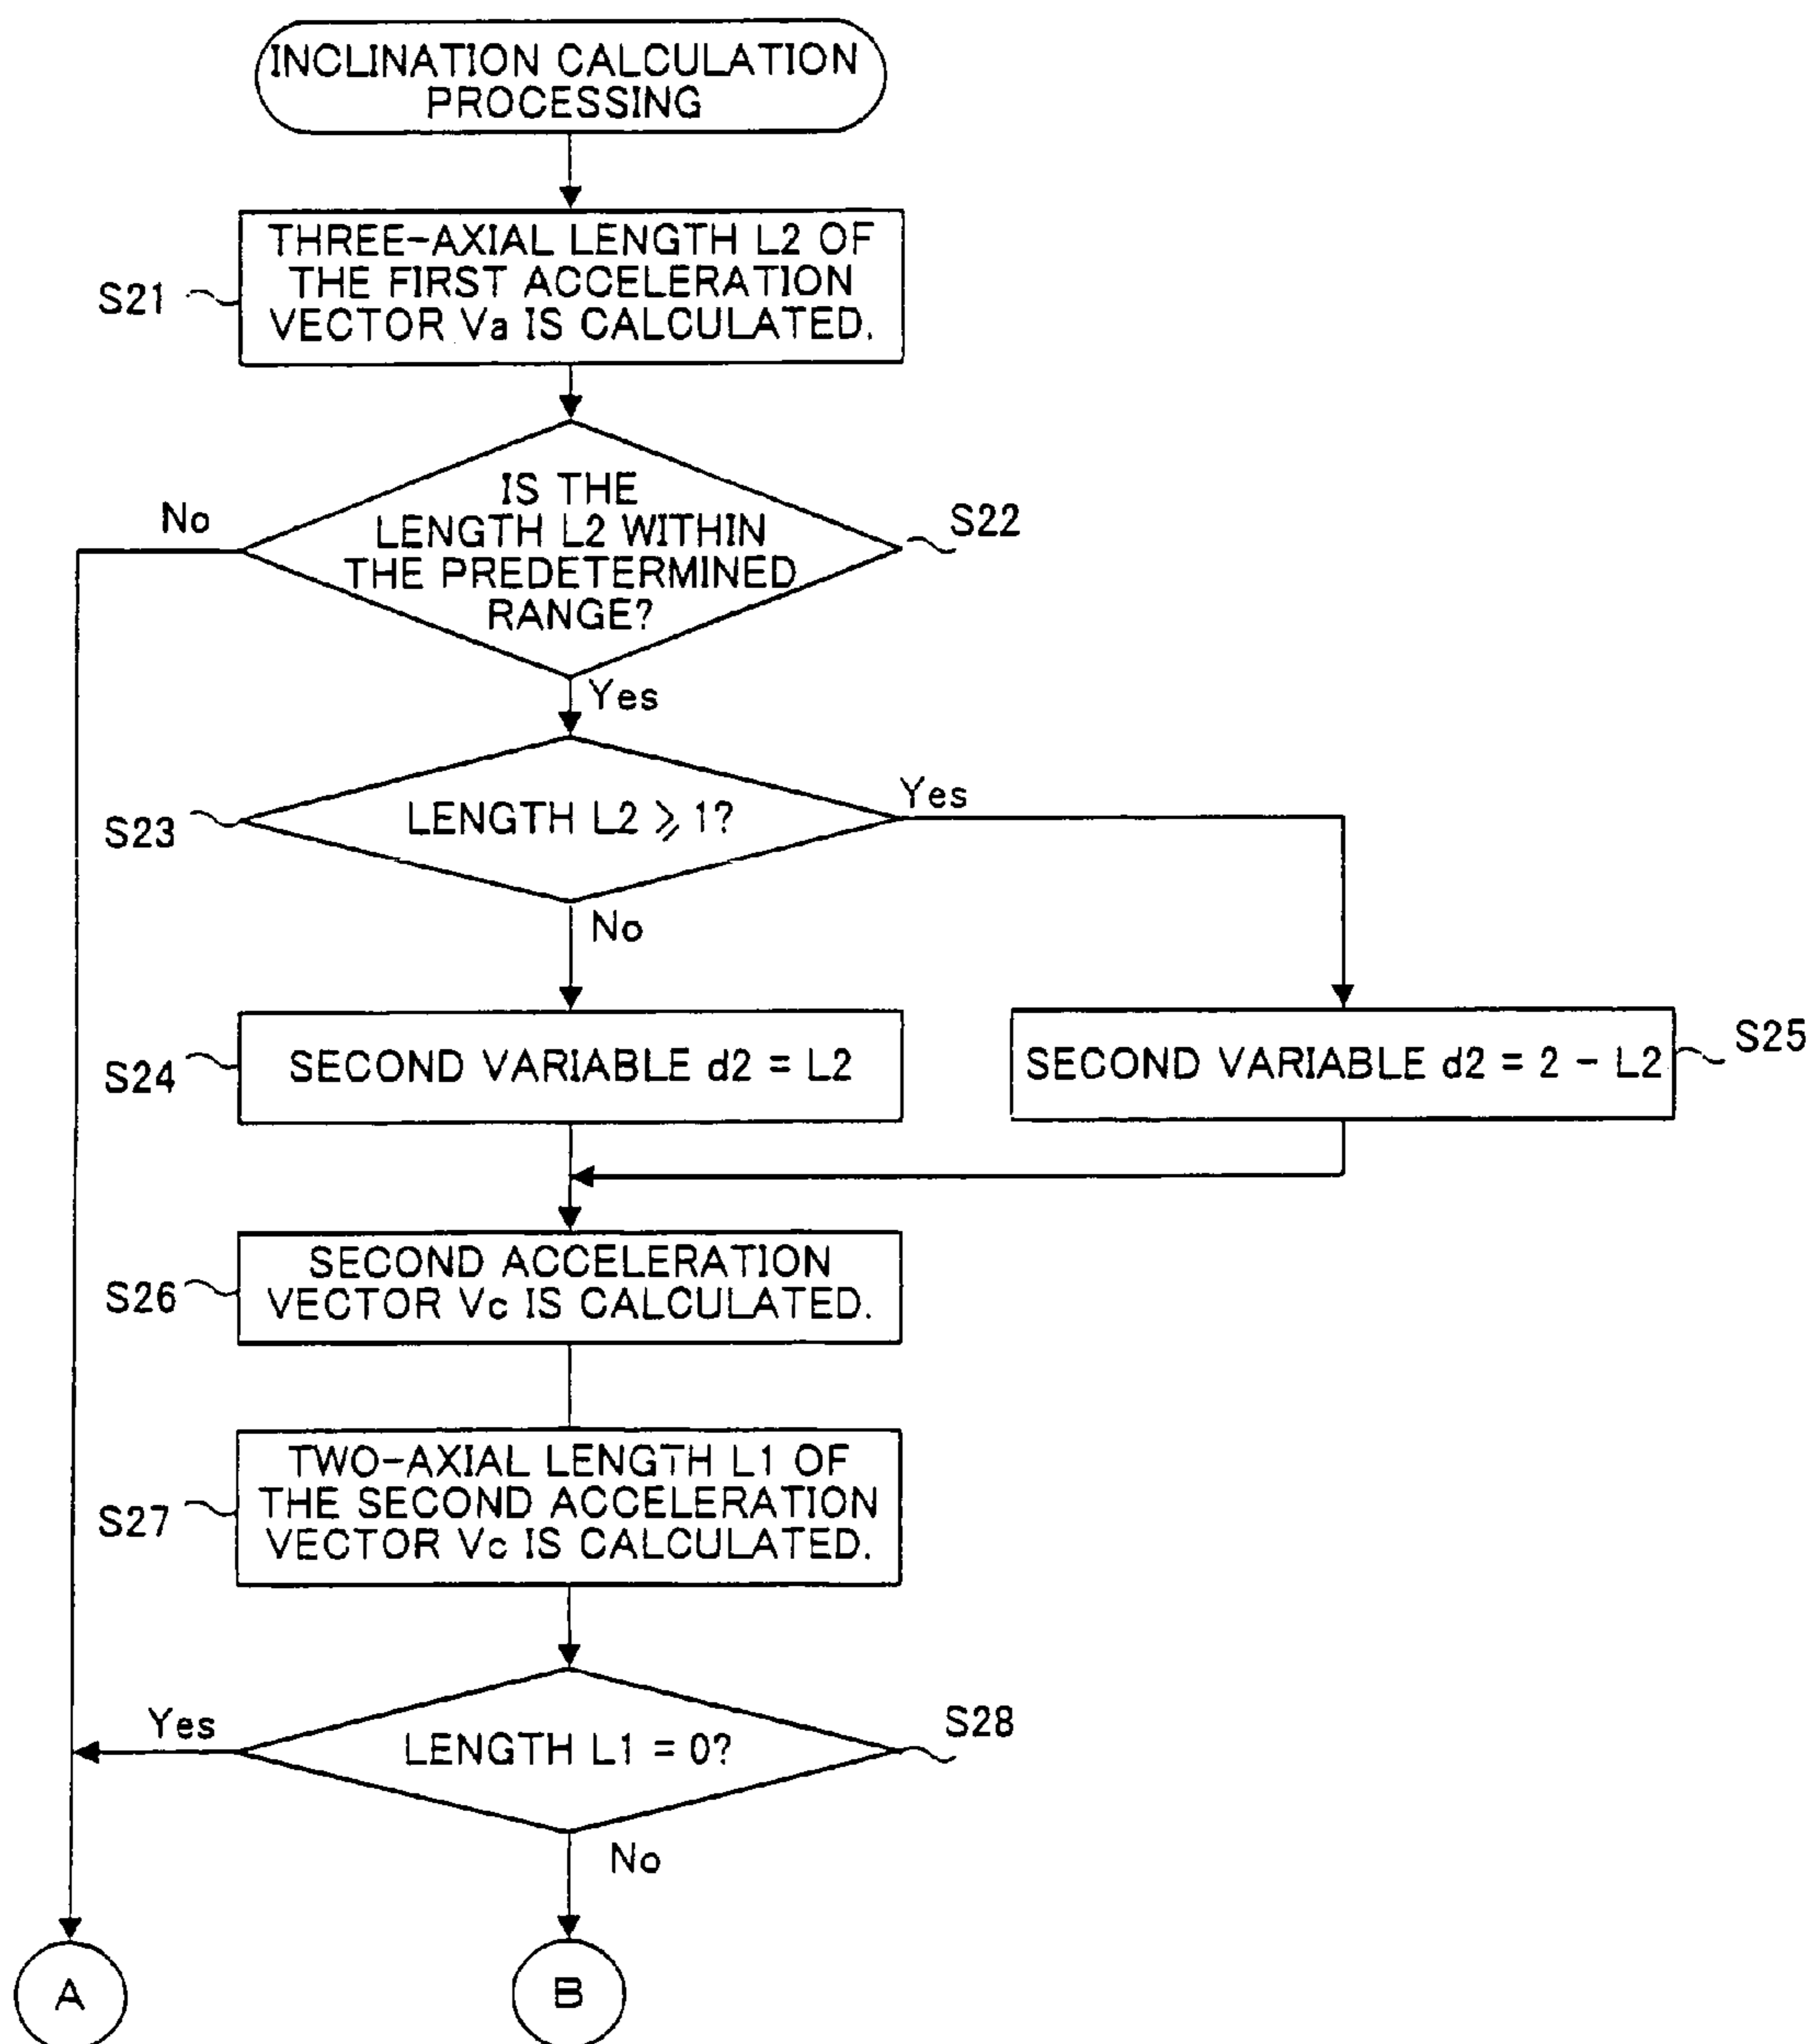 INCLINATION CALCULATION
PROCESSING
S21
THREE-AXIAL LENGTH L2 OF
THE FIRST ACCELERATION
VECTOR Va IS CALCULATED.
No
IS THE
LENGTH L2 WITHIN
THE PREDETERMINED
RANGE?
S22
Yes
S23
LENGTH L2 ⩾ 1?
Yes
No
S24
SECOND VARIABLE d2 = L2
SECOND VARIABLE d2 = 2 - L2
S25
S26
SECOND ACCELERATION
VECTOR Vc IS CALCULATED.
S27
TWO-AXIAL LENGTH L1 OF
THE SECOND ACCELERATION
VECTOR Vc IS CALCULATED.
Yes
LENGTH L1 = 0?
S28
No
A
B